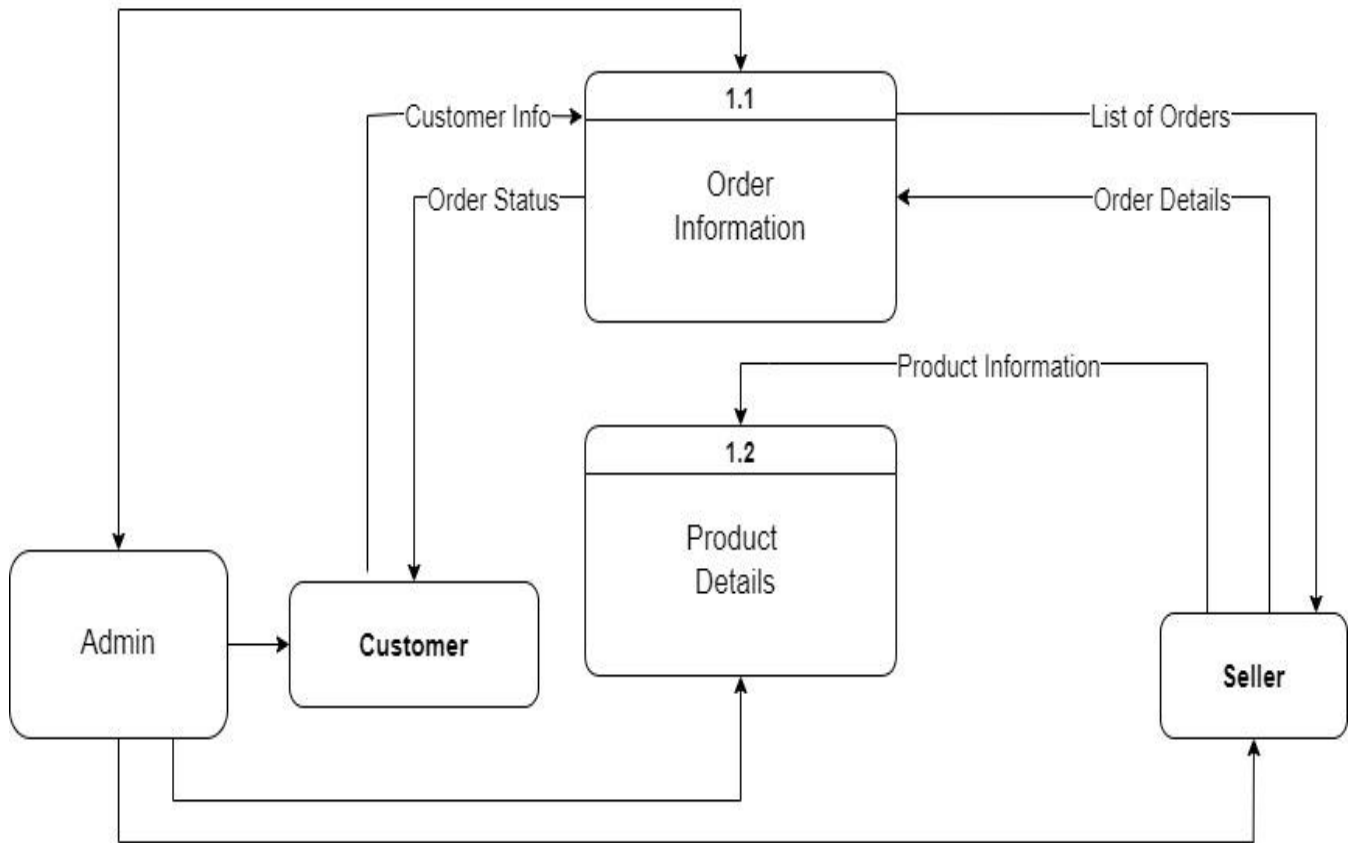 1.1
Customer Info
List of Orders
Order
Information
Order Status
Order Details
Product Information
1.2
Product
Details
Admin
Customer
Seller